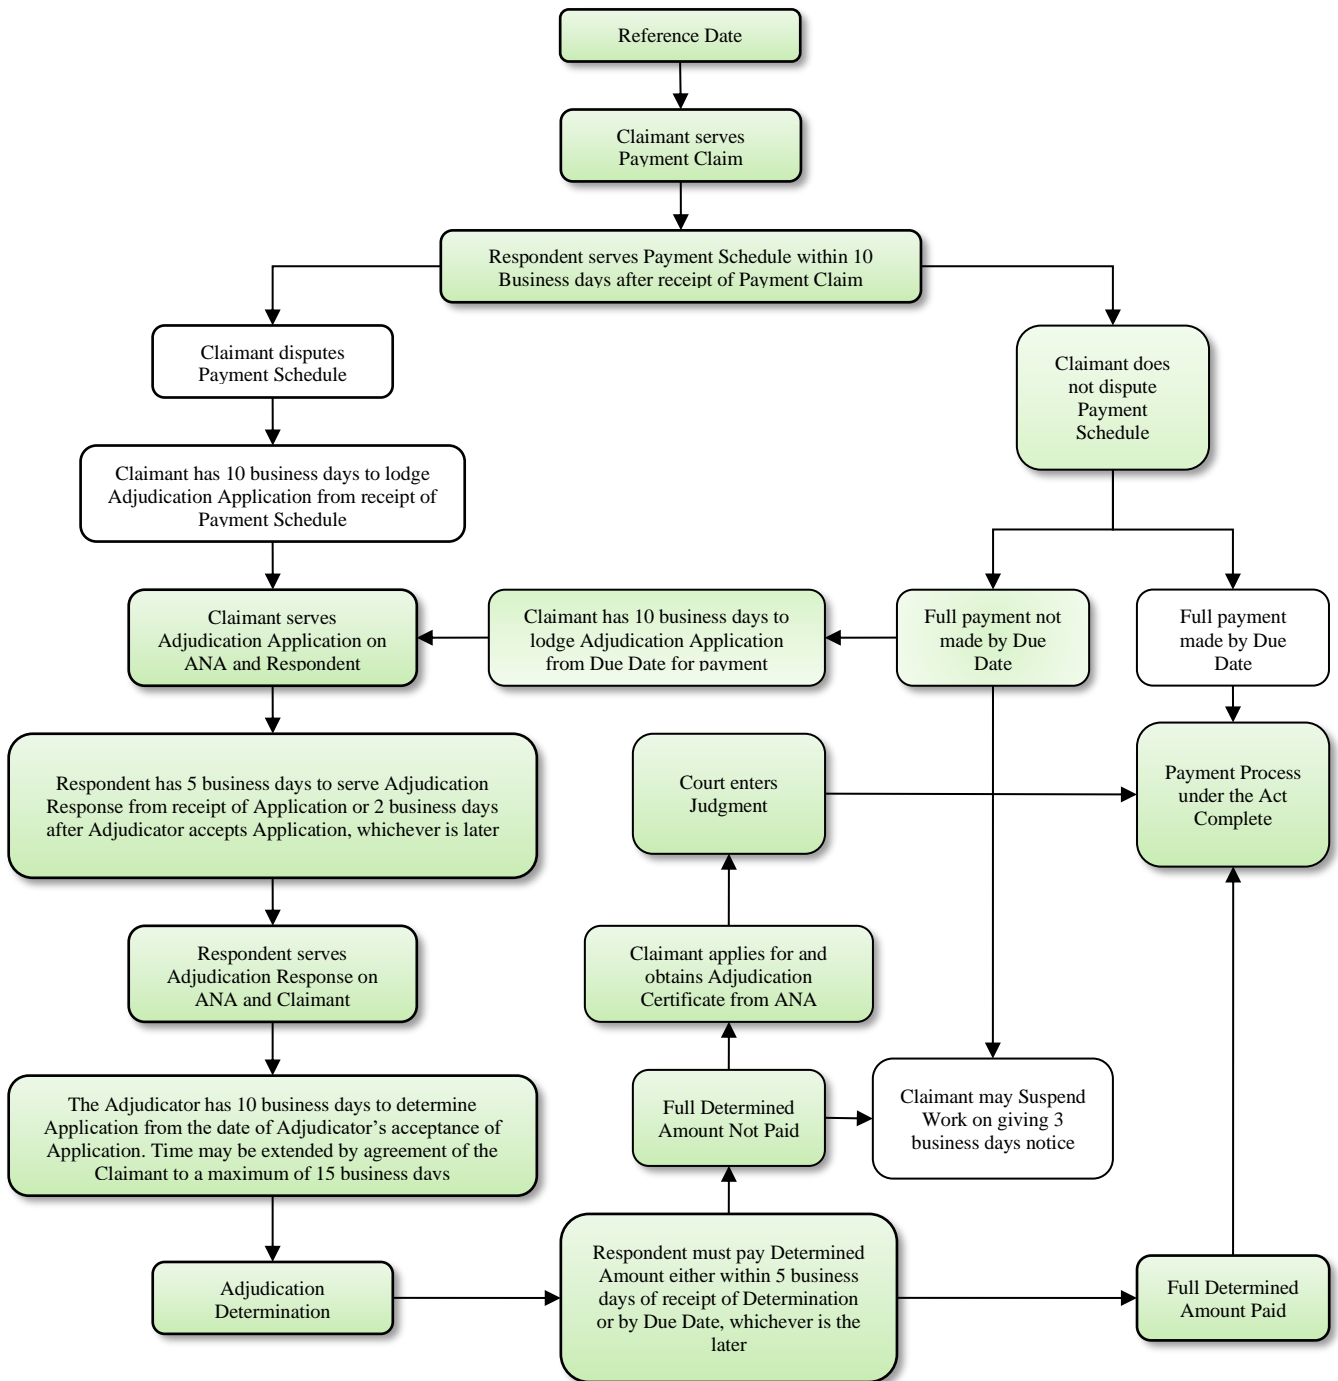 Reference Date
Claimant serves
Payment Claim
Respondent serves Payment Schedule within 10
Business days after receipt of Payment Claim
Claimant disputes
Payment Schedule
Claimant does
not dispute
Payment
Schedule
Claimant has 10 business days to lodge
Adjudication Application from receipt of
Payment Schedule
Claimant serves
Adjudication Application on
ANA and Respondent
Claimant has 10 business days to
lodge Adjudication Application
from Due Date for payment
Full payment not
made by Due
Date
Full payment
made by Due
Date
Respondent has 5 business days to serve Adjudication
Response from receipt of Application or 2 business days
after Adjudicator accepts Application, whichever is later
Court enters
Judgment
Payment Process
under the Act
Complete
Respondent serves
Adjudication Response on
ANA and Claimant
Claimant applies for and
obtains Adjudication
Certificate from ANA
The Adjudicator has 10 business days to determine
Application from the date of Adjudicator’s acceptance of
Application. Time may be extended by agreement of the
Claimant to a maximum of 15 business days
Full Determined
Amount Not Paid
Claimant may Suspend
Work on giving 3
business days notice
Adjudication
Determination
Respondent must pay Determined
Amount either within 5 business
days of receipt of Determination
or by Due Date, whichever is the
later
Full Determined
Amount Paid